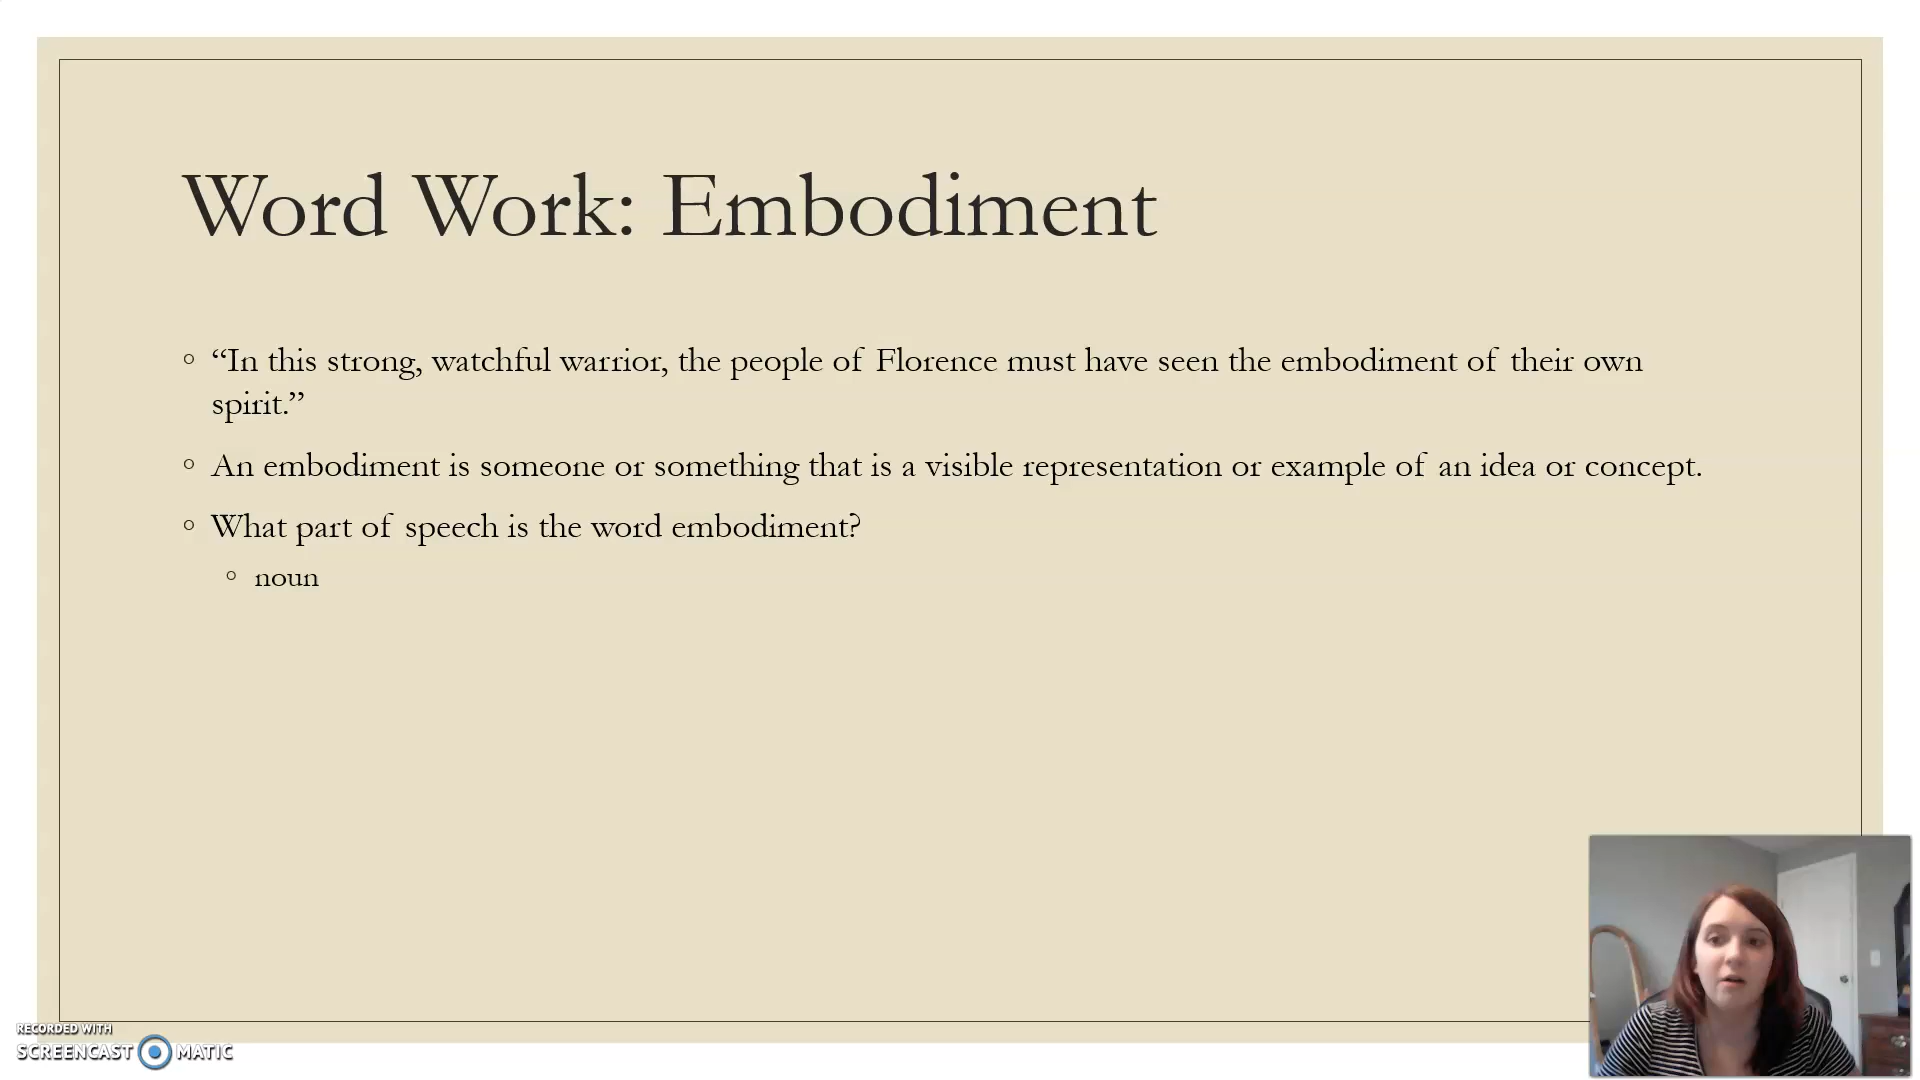 Word Work: Embodiment
“In this strong, watchful warrior, the people of Florence must have seen the embodiment of their own
spirit.”
An embodiment is someone or something that is a visible representation or example of an idea or concept.
What part of speech is the word embodiment?
noun
RECORDED WITH
SCREENCAST MATIC